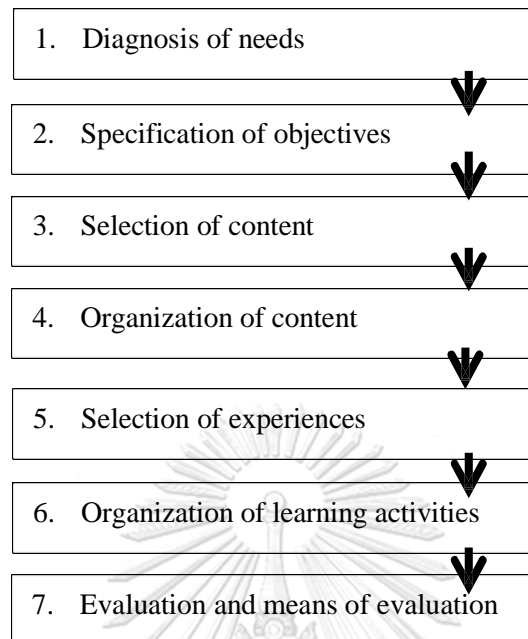 1. Diagnosis of needs
2. Specification of objectives
3. Selection of content
4. Organization of content
5. Selection of experiences
6. Organization of learning activities
7. Evaluation and means of evaluation